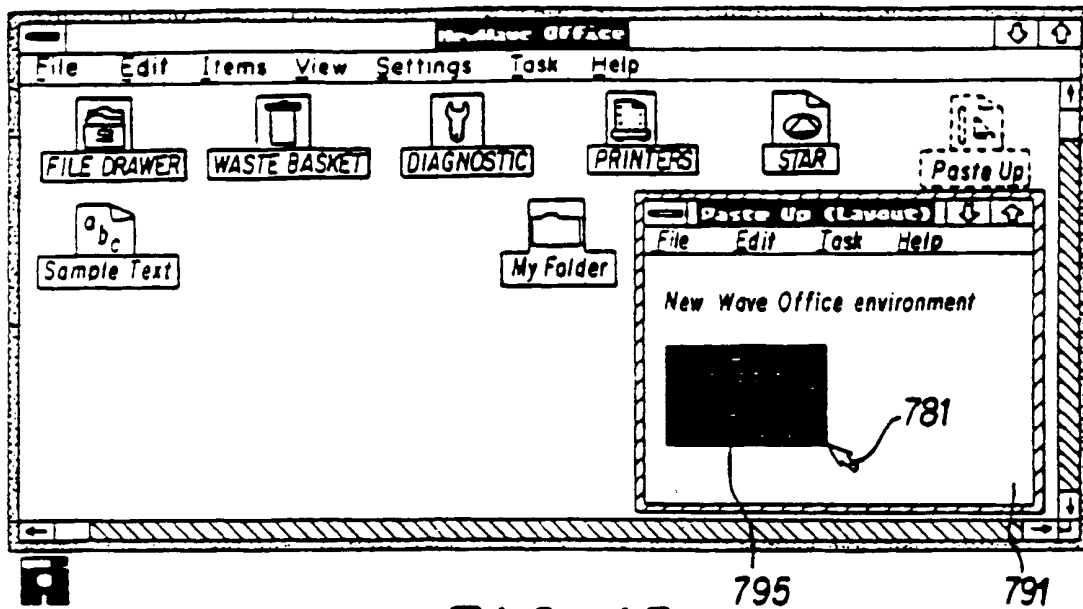 NewWave Office
File Edit Items View Settings Task Help
FILE DRAWER WASTE BASKET DIAGNOSTIC PRINTERS STAR Paste Up
Paste Up (Layout)
File Edit Task Help
a b c
Sample Text My Folder
New Wave Office environment
781
795 791